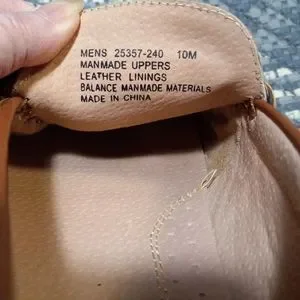 MENS 25357-240 10M
MANMADE UPPERS
LEATHER LININGS
BALANCE MANMADE MATERIALS
MADE IN CHINA